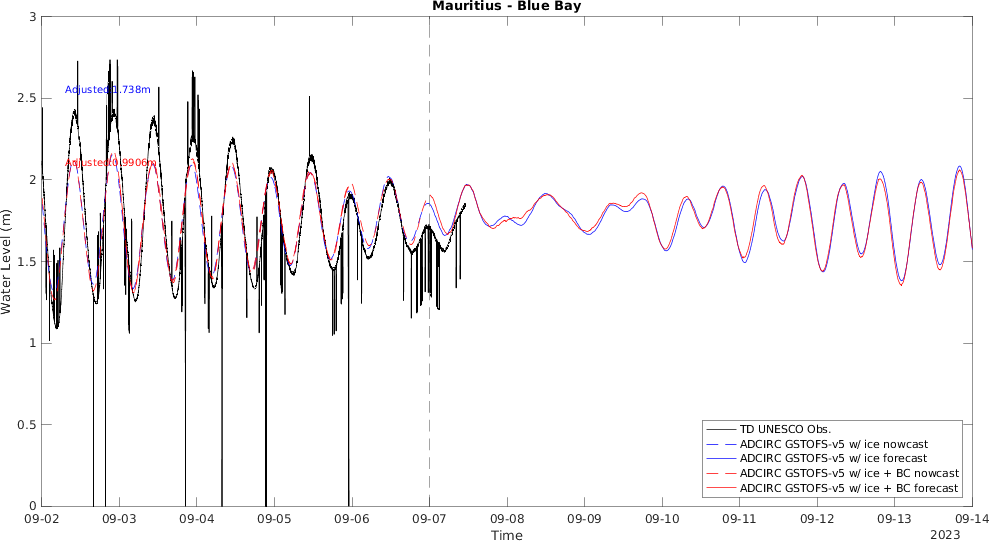 Mauritius - Blue Bay
Water Level (m)
3
2.5
2
1.5
1
0.5
0
Adjusted 1.738m
Adjusted 0.9906m
TD UNESCO Obs.
ADCIRC GSTOFS-v5 w/ ice nowcast
ADCIRC GSTOFS-v5 w/ ice forecast
ADCIRC GSTOFS-v5 w/ ice + BC nowcast
ADCIRC GSTOFS-v5 w/ ice + BC forecast
09-02 09-03 09-04 09-05 09-06 09-07 09-08 09-09 09-10 09-11 09-12 09-13 09-14
Time
2023